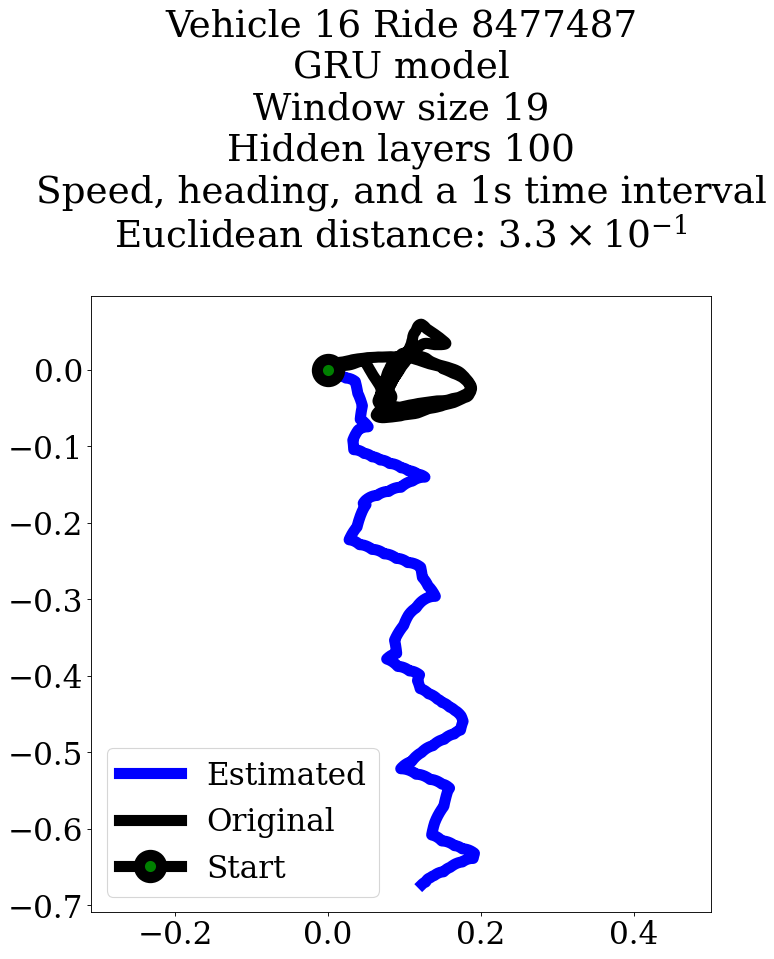 Vehicle 16 Ride 8477487
GRU model
Window size 19
Hidden layers 100
Speed, heading, and a 1s time interval
Euclidean distance: 3.3 × 10⁻¹
0.0
−0.1
−0.2
−0.3
−0.4
−0.5
−0.6
−0.7
Estimated
Original
Start
−0.2
0.0
0.2
0.4